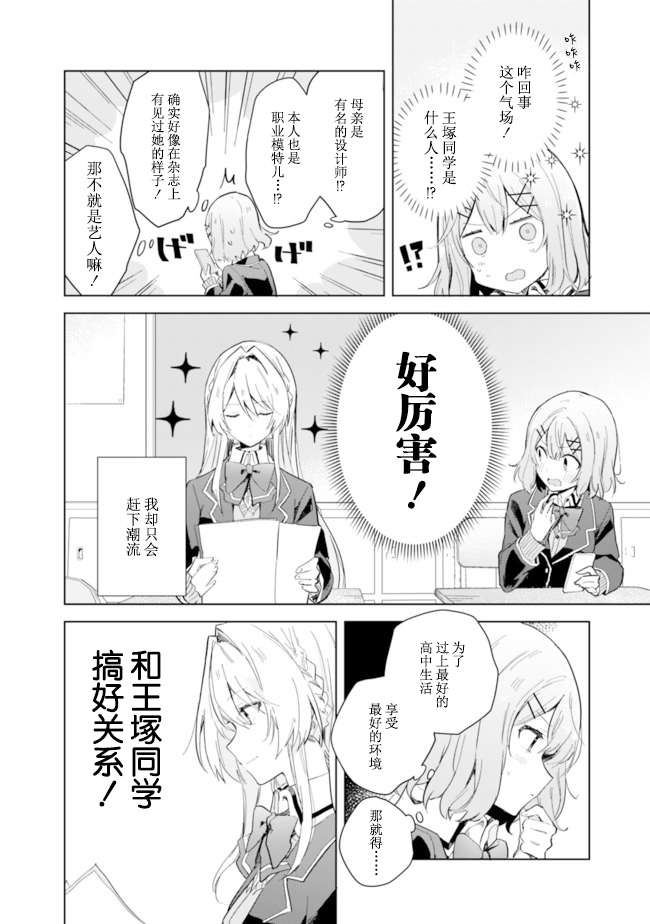 咋
咋
咋
咋回事
这个气场！
王塚同学是
什么人……!?
!?
母亲是
有名的设计师!?
本人也是
职业模特儿…!?
确实好像在杂志上
有见过她的样子！
那不就是艺人嘛！
げ
げ
好厉害！
我却只会
赶下潮流
为了
过上最好的
高中生活
享受
最好的环境
那就得……
和王塚同学
搞好关系！